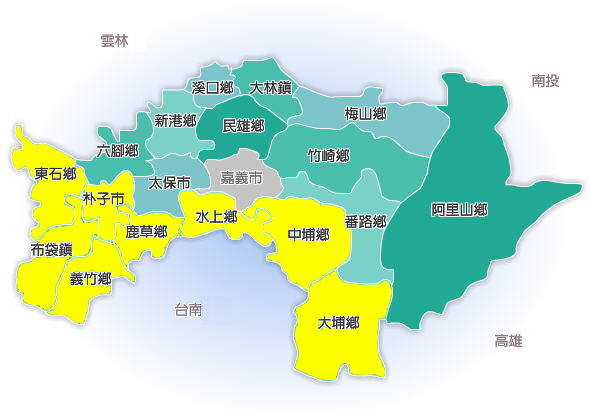 雲林
南投
溪口鄉
大林鎮
梅山鄉
新港鄉
民雄鄉
六腳鄉
竹崎鄉
東石鄉
太保市
嘉義市
朴子市
水上鄉
番路鄉
阿里山鄉
鹿草鄉
中埔鄉
布袋鎮
義竹鄉
台南
大埔鄉
高雄